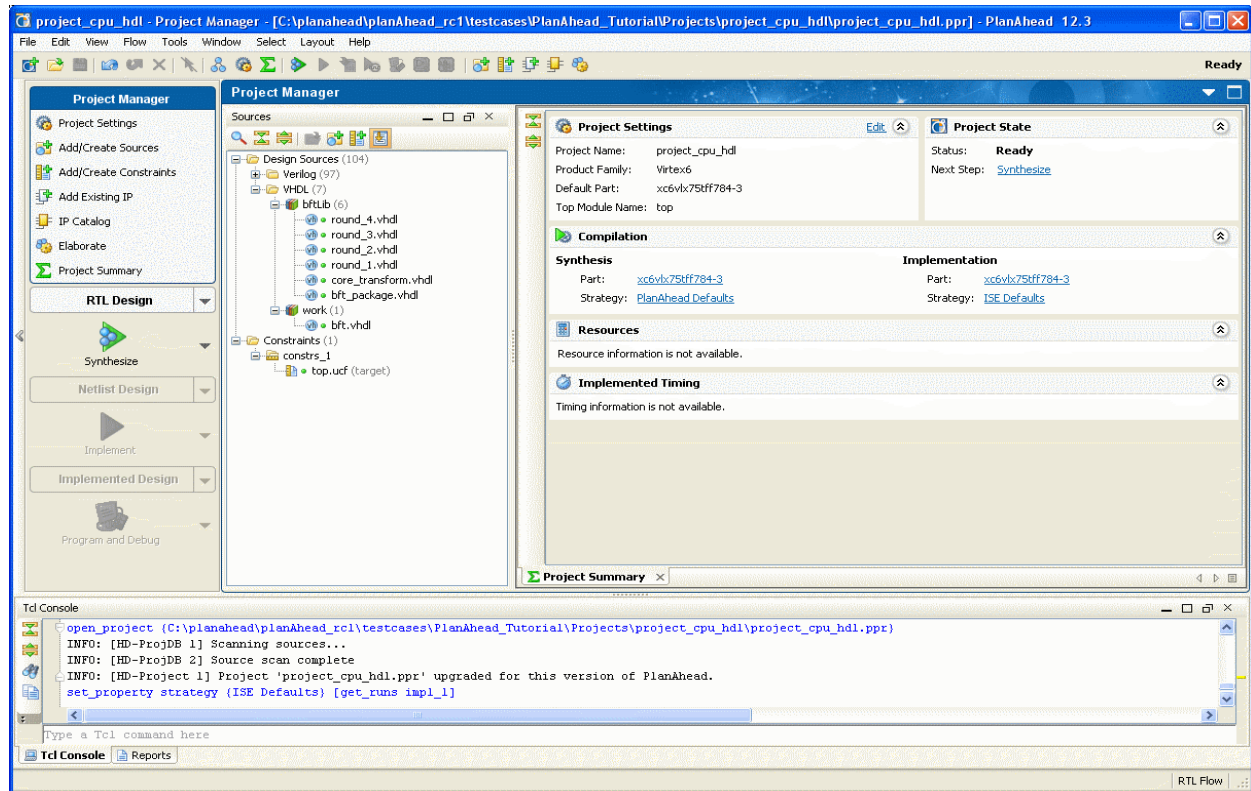 project_cpu_hdl - Project Manager - [C:\planahead\planAhead_rc1\testcases\PlanAhead_Tutorial\Projects\project_cpu_hdl\project_cpu_hdl.ppr] - PlanAhead 12.3
File Edit View Flow Tools Window Select Layout Help
Ready
Project Manager
Project Settings
Add/Create Sources
Add/Create Constraints
Add Existing IP
IP Catalog
Elaborate
Project Summary
RTL Design
Synthesize
Netlist Design
Implement
Implemented Design
Program and Debug
Project Manager
Sources
Design Sources (104)
Verilog (97)
VHDL (7)
bftLib (6)
round_4.vhdl
round_3.vhdl
round_2.vhdl
round_1.vhdl
core_transform.vhdl
bft_package.vhdl
work (1)
bft.vhdl
Constraints (1)
constrs_1
top.ucf (target)
Project Settings Edit
Project Name: project_cpu_hdl
Product Family: Virtex6
Default Part: xc6vlx75tff784-3
Top Module Name: top
Project State
Status: Ready
Next Step: Synthesize
Compilation
Synthesis
Part: xc6vlx75tff784-3
Strategy: PlanAhead Defaults
Implementation
Part: xc6vlx75tff784-3
Strategy: ISE Defaults
Resources
Resource information is not available.
Implemented Timing
Timing information is not available.
Project Summary
Tcl Console
open_project {C:\planahead\planAhead_rc1\testcases\PlanAhead_Tutorial\Projects\project_cpu_hdl\project_cpu_hdl.ppr}
INFO: [HD-ProjDB 1] Scanning sources...
INFO: [HD-ProjDB 2] Source scan complete
INFO: [HD-Project 1] Project 'project_cpu_hdl.ppr' upgraded for this version of PlanAhead.
set_property strategy {ISE Defaults} [get_runs impl_1]
Type a Tcl command here
Tcl Console Reports
RTL Flow